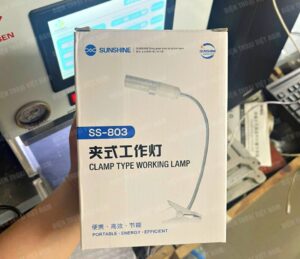 SUNSHINE
SUNSHINE
SS-803
夹式工作灯
CLAMP TYPE WORKING LAMP
便携·高效·节能
PORTABLE · ENERGY · EFFICIENT